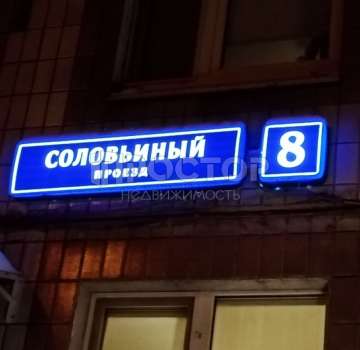 СОЛОВЬИНЫЙ
ПРОЕЗД
8
ПРОСТОР
НЕДВИЖИМОСТЬ